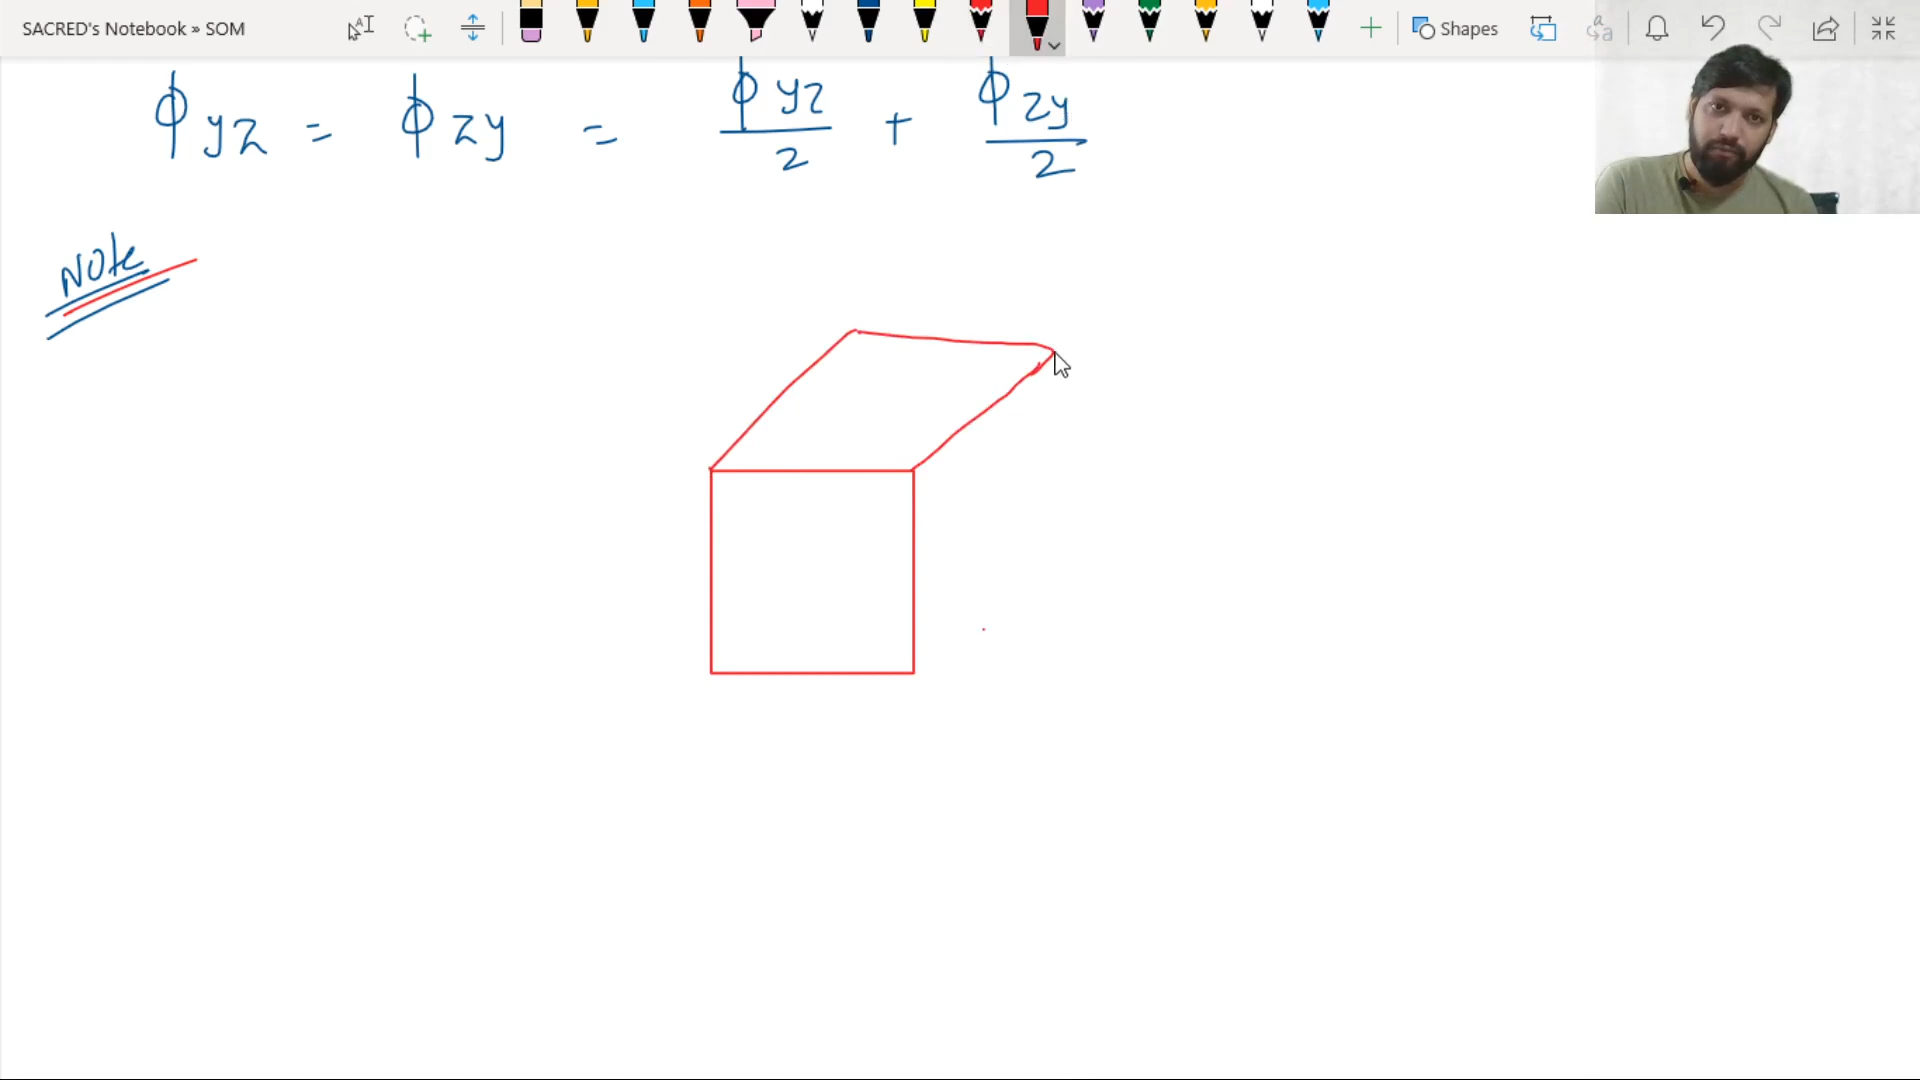 SACRED's Notebook » SOM
Shapes
ϕyz = ϕzy = ϕyz/2 + ϕzy/2
Note